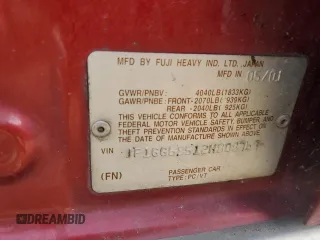 MFD BY FUJI HEAVY IND. LTD. JAPAN
MFD IN 05/01
GVWR/PNBV: 4040LB(1833KG)
GAWR/PNBE: FRONT-2070LB( 939KG)
REAR -2040LB( 925KG)
THIS VEHICLE CONFORMS TO ALL APPLICABLE
FEDERAL MOTOR VEHICLE SAFETY, BUMPER AND
THEFT PREVENTION STANDARDS IN EFFECT ON
THE DATE OF MANUFACTURE SHOWN ABOVE.
VIN
(FN)
PASSENGER CAR
TYPE:PC/VT